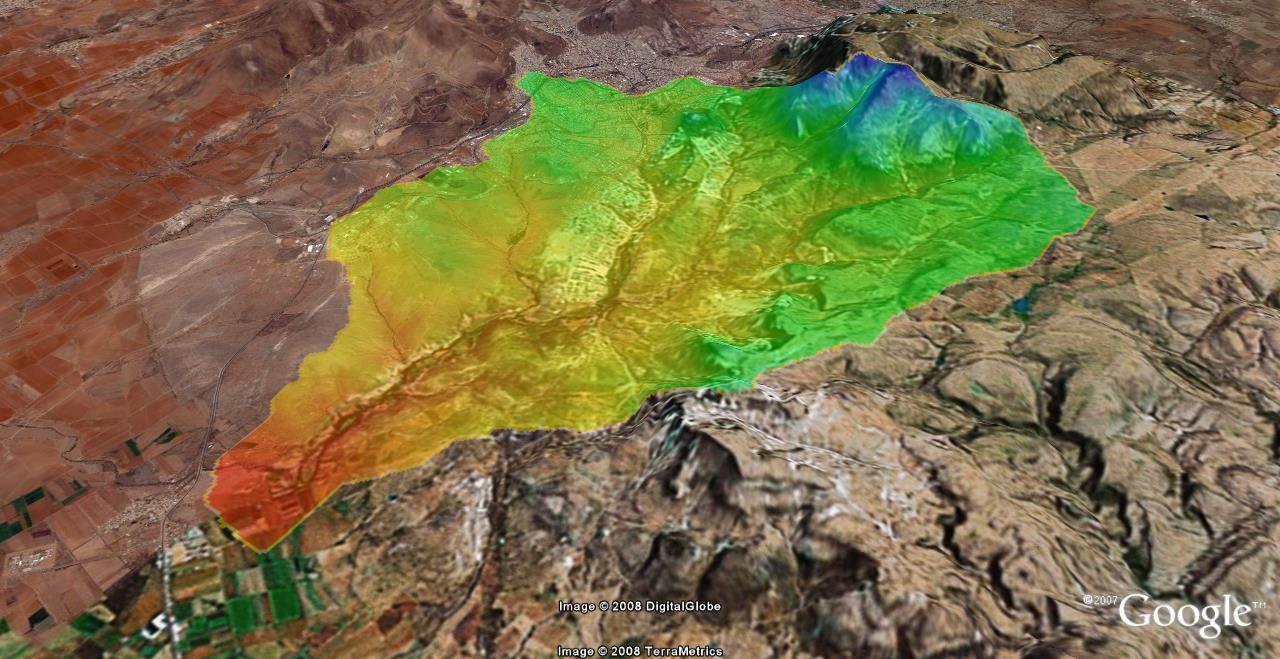 Image © 2008 DigitalGlobe
©2007 Google™
Image © 2008 TerraMetrics